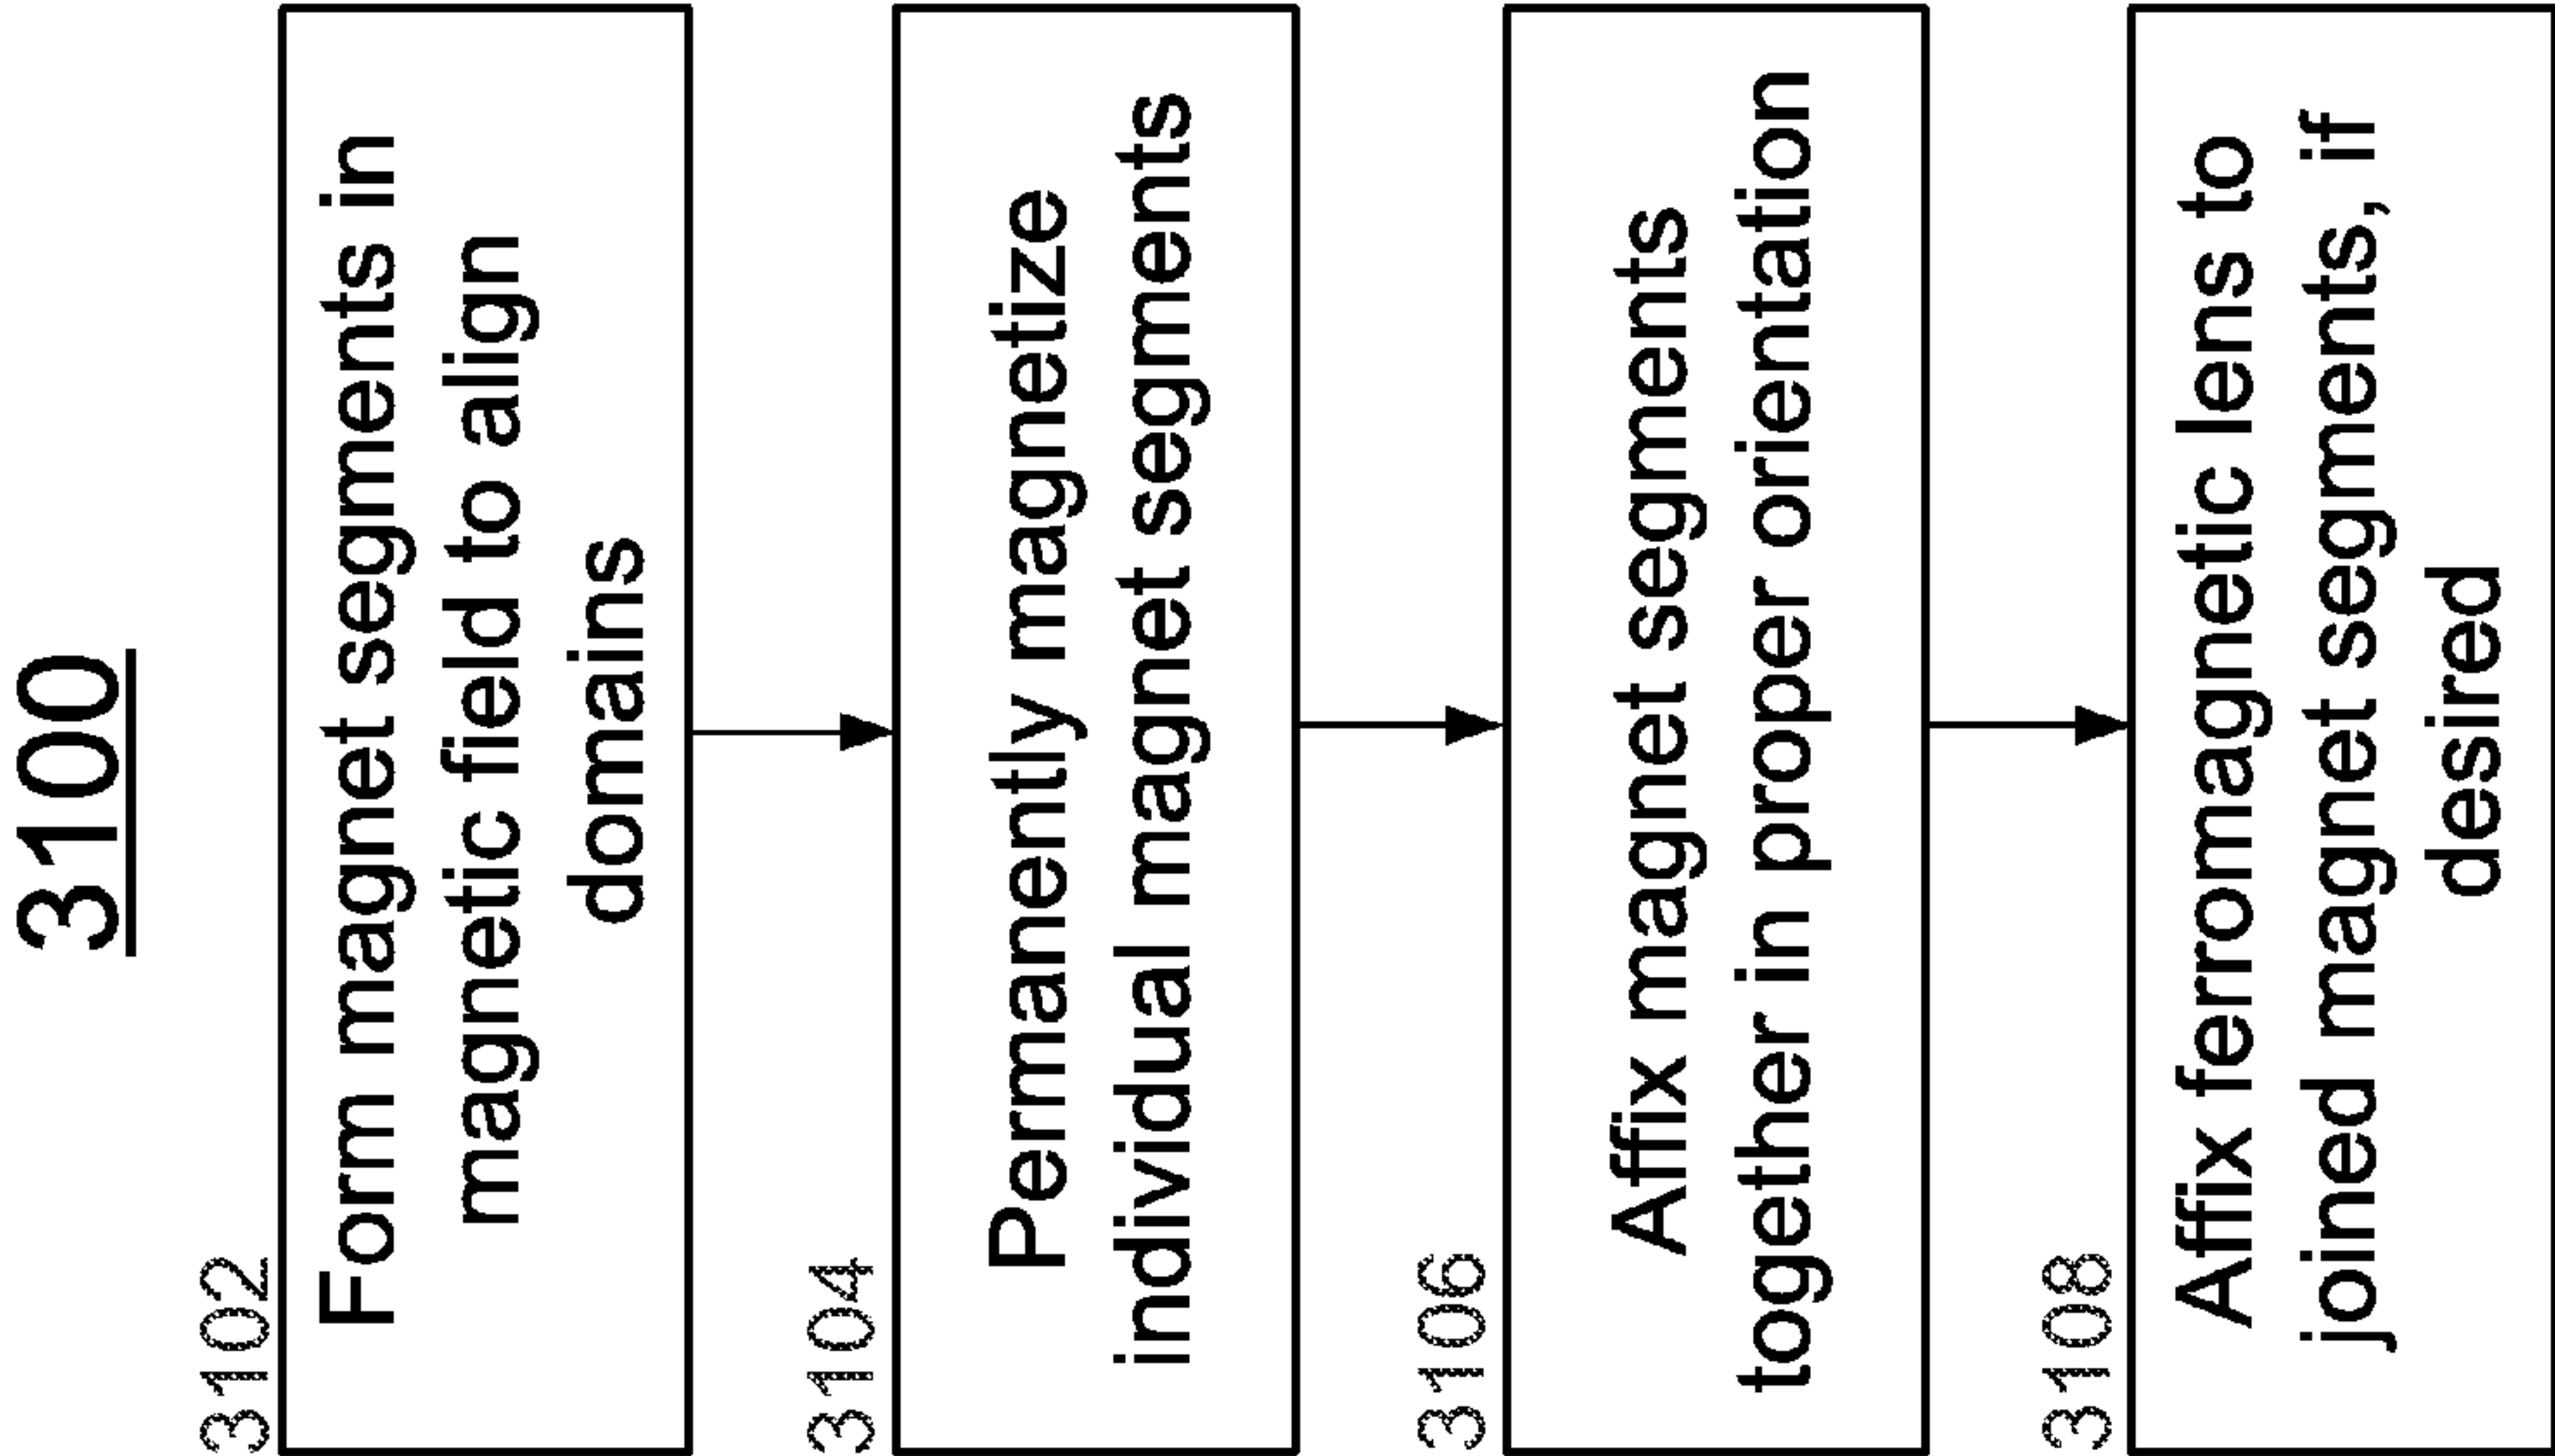 3100
3102
Form magnet segments in
magnetic field to align
domains
3104
Permanently magnetize
individual magnet segments
3106
Affix magnet segments
together in proper orientation
3108
Affix ferromagnetic lens to
joined magnet segments, if
desired